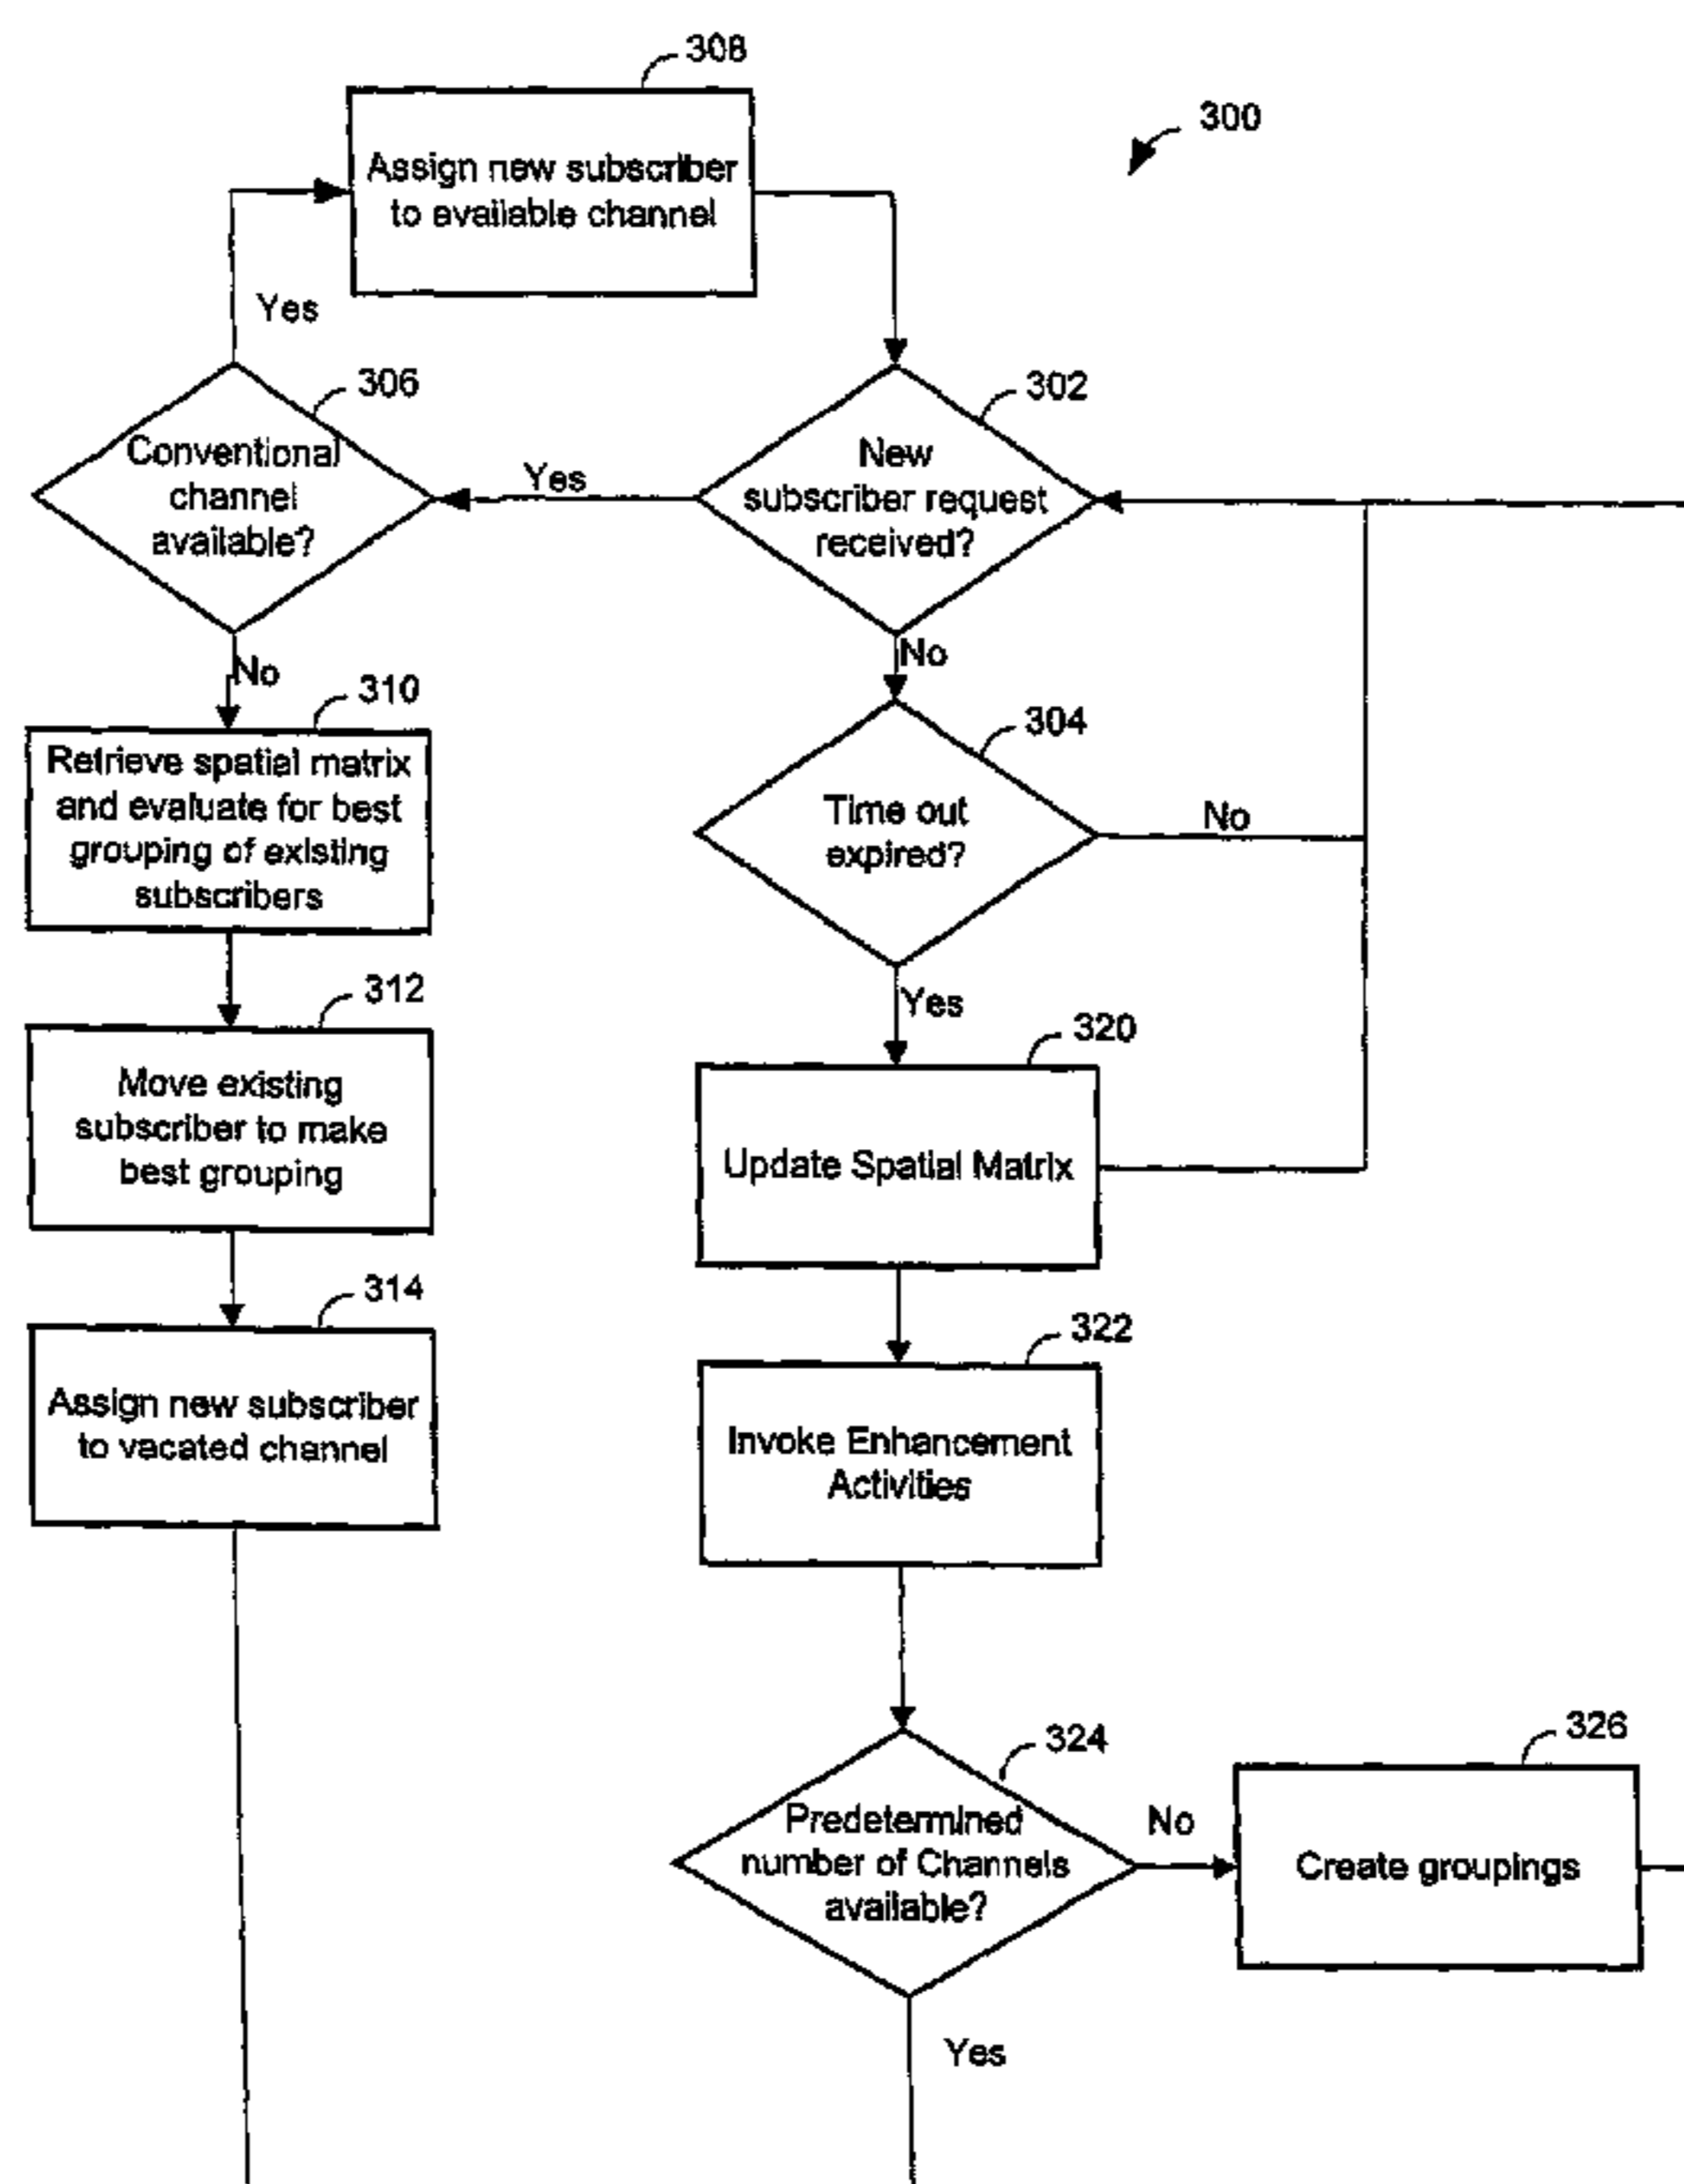 308
300
Assign new subscriber
to available channel
Yes
306
302
Conventional
channel
available?
Yes
New
subscriber request
received?
No
No
310
304
Retrieve spatial matrix
and evaluate for best
grouping of existing
subscribers
Time out
expired?
No
312
Yes
320
Move existing
subscriber to make
best grouping
Update Spatial Matrix
314
322
Assign new subscriber
to vacated channel
Invoke Enhancement
Activities
324
326
Predetermined
number of Channels
available?
No
Create groupings
Yes